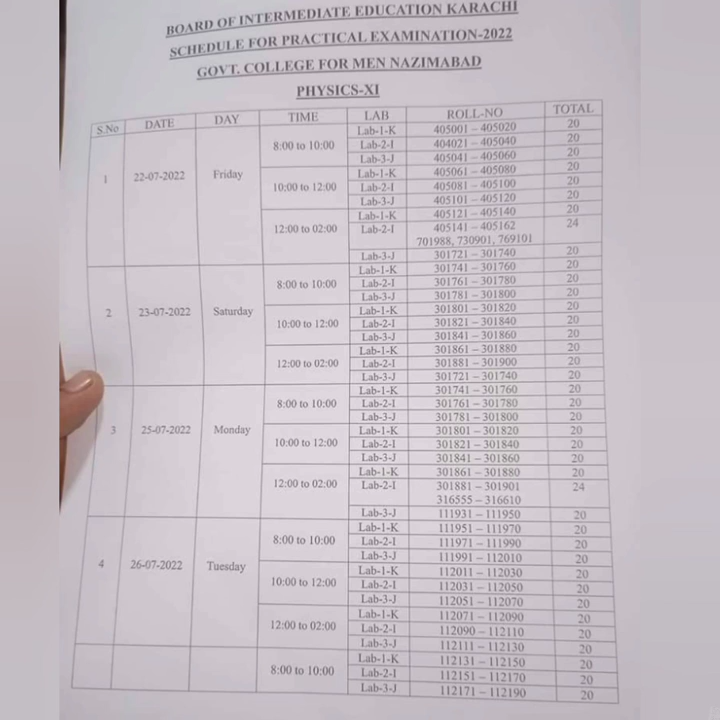 BOARD OF INTERMEDIATE EDUCATION KARACHI
SCHEDULE FOR PRACTICAL EXAMINATION-2022
GOVT. COLLEGE FOR MEN NAZIMABAD
PHYSICS-XI
S.No DATE DAY TIME LAB ROLL-NO TOTAL
1 22-07-2022 Friday 8:00 to 10:00 Lab-1-K 405001 – 405020 20
Lab-2-I 404021 – 405040 20
Lab-3-J 405041 – 405060 20
10:00 to 12:00 Lab-1-K 405061 – 405080 20
Lab-2-I 405081 – 405100 20
Lab-3-J 405101 – 405120 20
12:00 to 02:00 Lab-1-K 405121 – 405140 20
Lab-2-I 405141 – 405162 24
701988, 730901, 769101
Lab-3-J 301721 – 301740 20
2 23-07-2022 Saturday 8:00 to 10:00 Lab-1-K 301741 – 301760 20
Lab-2-I 301761 – 301780 20
Lab-3-J 301781 – 301800 20
10:00 to 12:00 Lab-1-K 301801 – 301820 20
Lab-2-I 301821 – 301840 20
Lab-3-J 301841 – 301860 20
12:00 to 02:00 Lab-1-K 301861 – 301880 20
Lab-2-I 301881 – 301900 20
Lab-3-J 301721 – 301740 20
3 25-07-2022 Monday 8:00 to 10:00 Lab-1-K 301741 – 301760 20
Lab-2-I 301761 – 301780 20
Lab-3-J 301781 – 301800 20
10:00 to 12:00 Lab-1-K 301801 – 301820 20
Lab-2-I 301821 – 301840 20
Lab-3-J 301841 – 301860 20
12:00 to 02:00 Lab-1-K 301861 – 301880 20
Lab-2-I 301881 – 301901 24
316555 – 316610
Lab-3-J 111931 – 111950 20
4 26-07-2022 Tuesday 8:00 to 10:00 Lab-1-K 111951 – 111970 20
Lab-2-I 111971 – 111990 20
Lab-3-J 111991 – 112010 20
10:00 to 12:00 Lab-1-K 112011 – 112030 20
Lab-2-I 112031 – 112050 20
Lab-3-J 112051 – 112070 20
12:00 to 02:00 Lab-1-K 112071 – 112090 20
Lab-2-I 112090 – 112110 20
Lab-3-J 112111 – 112130 20
8:00 to 10:00 Lab-1-K 112131 – 112150 20
Lab-2-I 112151 – 112170 20
Lab-3-J 112171 – 112190 20